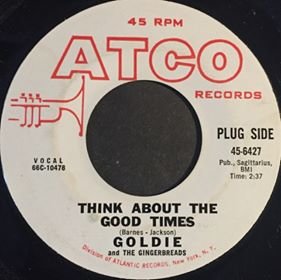 45 RPM
ATCO
RECORDS
PLUG SIDE
45-6427
Pub., Sagittarius,
BMI
Time: 2:37
VOCAL
66C-10478
THINK ABOUT THE
GOOD TIMES
(Barnes - Jackson)
GOLDIE
and THE GINGERBREADS
Division of ATLANTIC RECORDS, New York, N.Y.